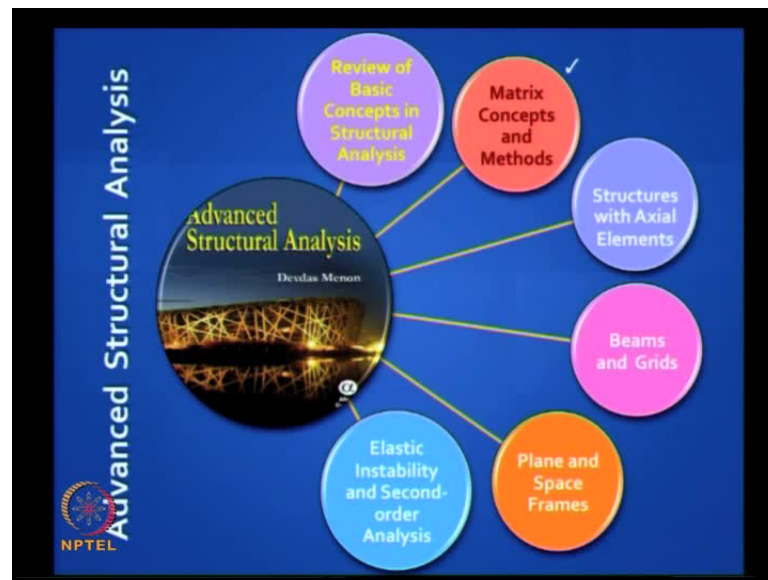 Advanced Structural Analysis
Review of
Basic
Concepts in
Structural
Analysis
Matrix
Concepts
and
Methods
✓
Structures
with Axial
Elements
Beams
and Grids
Plane and
Space
Frames
Elastic
Instability
and Second-
order
Analysis
Advanced
Structural Analysis
Devdas Menon
NPTEL